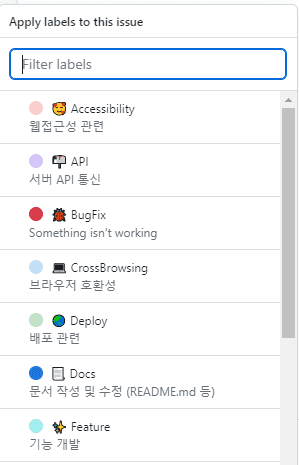 Apply labels to this issue
Filter labels
🥰 Accessibility
웹접근성 관련
📬 API
서버 API 통신
🐞 BugFix
Something isn't working
💻 CrossBrowsing
브라우저 호환성
🌏 Deploy
배포 관련
📃 Docs
문서 작성 및 수정 (README.md 등)
✨ Feature
기능 개발